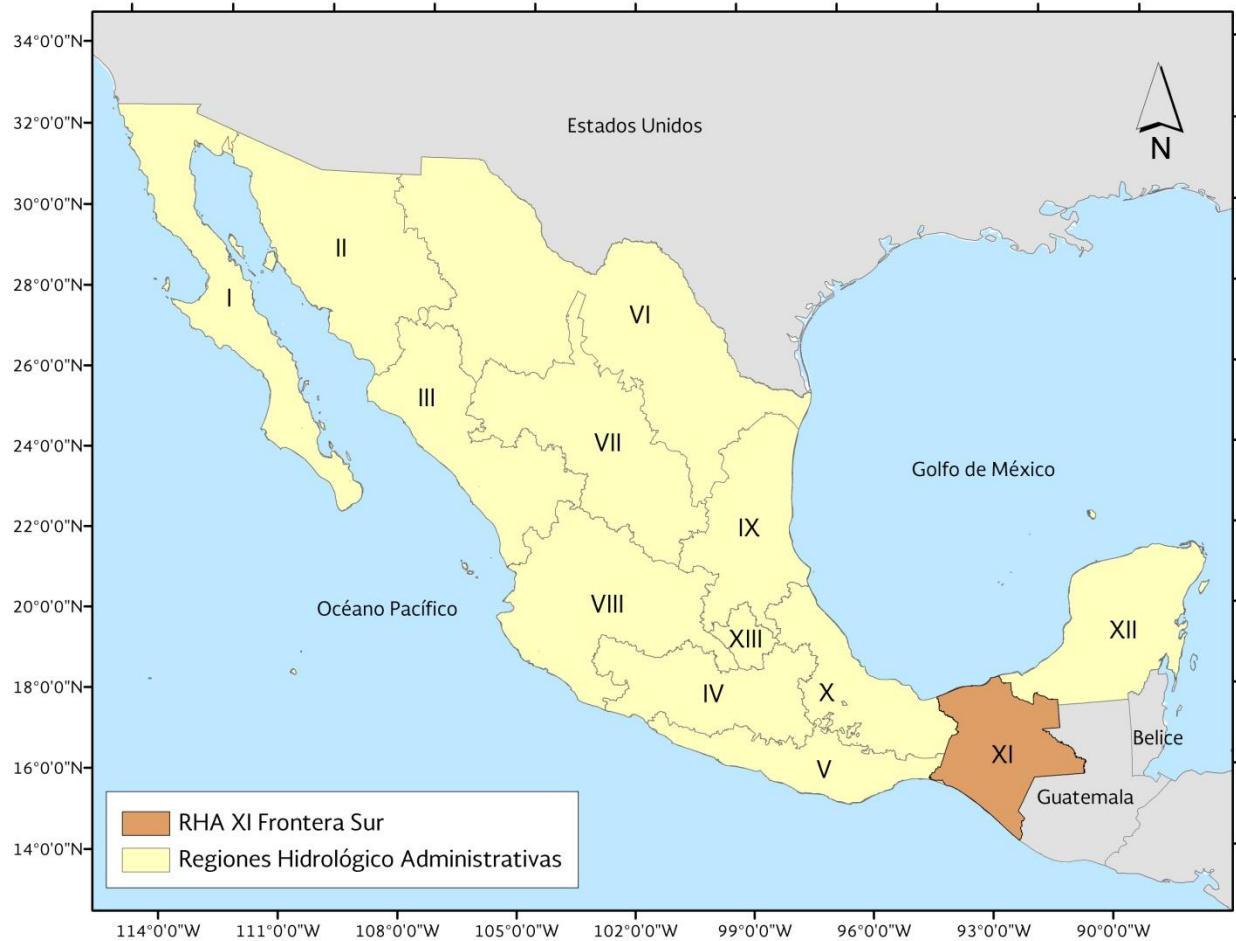 34°0'0"N
32°0'0"N
30°0'0"N
28°0'0"N
26°0'0"N
24°0'0"N
22°0'0"N
20°0'0"N
18°0'0"N
16°0'0"N
14°0'0"N
Estados Unidos
N
II
I
VI
III
VII
Golfo de México
IX
Océano Pacífico
VIII
XIII
XII
IV
X
Belice
XI
V
Guatemala
RHA XI Frontera Sur
Regiones Hidrológico Administrativas
114°0'0"W 111°0'0"W 108°0'0"W 105°0'0"W 102°0'0"W 99°0'0"W 96°0'0"W 93°0'0"W 90°0'0"W